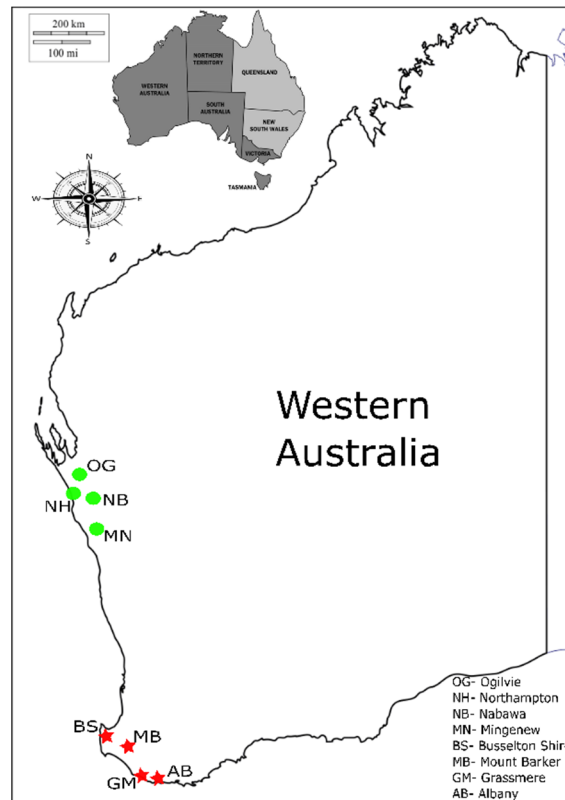 200 km
100 mi
NORTHERN
TERRITORY
QUEENSLAND
WESTERN
AUSTRALIA
SOUTH
AUSTRALIA
NEW
SOUTH WALES
VICTORIA
TASMANIA
N
W
S
Western
Australia
OG
NH
NB
MN
BS
MB
GM
AB
OG- Ogilvie
NH- Northampton
NB- Nabawa
MN- Mingenew
BS- Busselton Shir
MB- Mount Barker
GM- Grassmere
AB- Albany